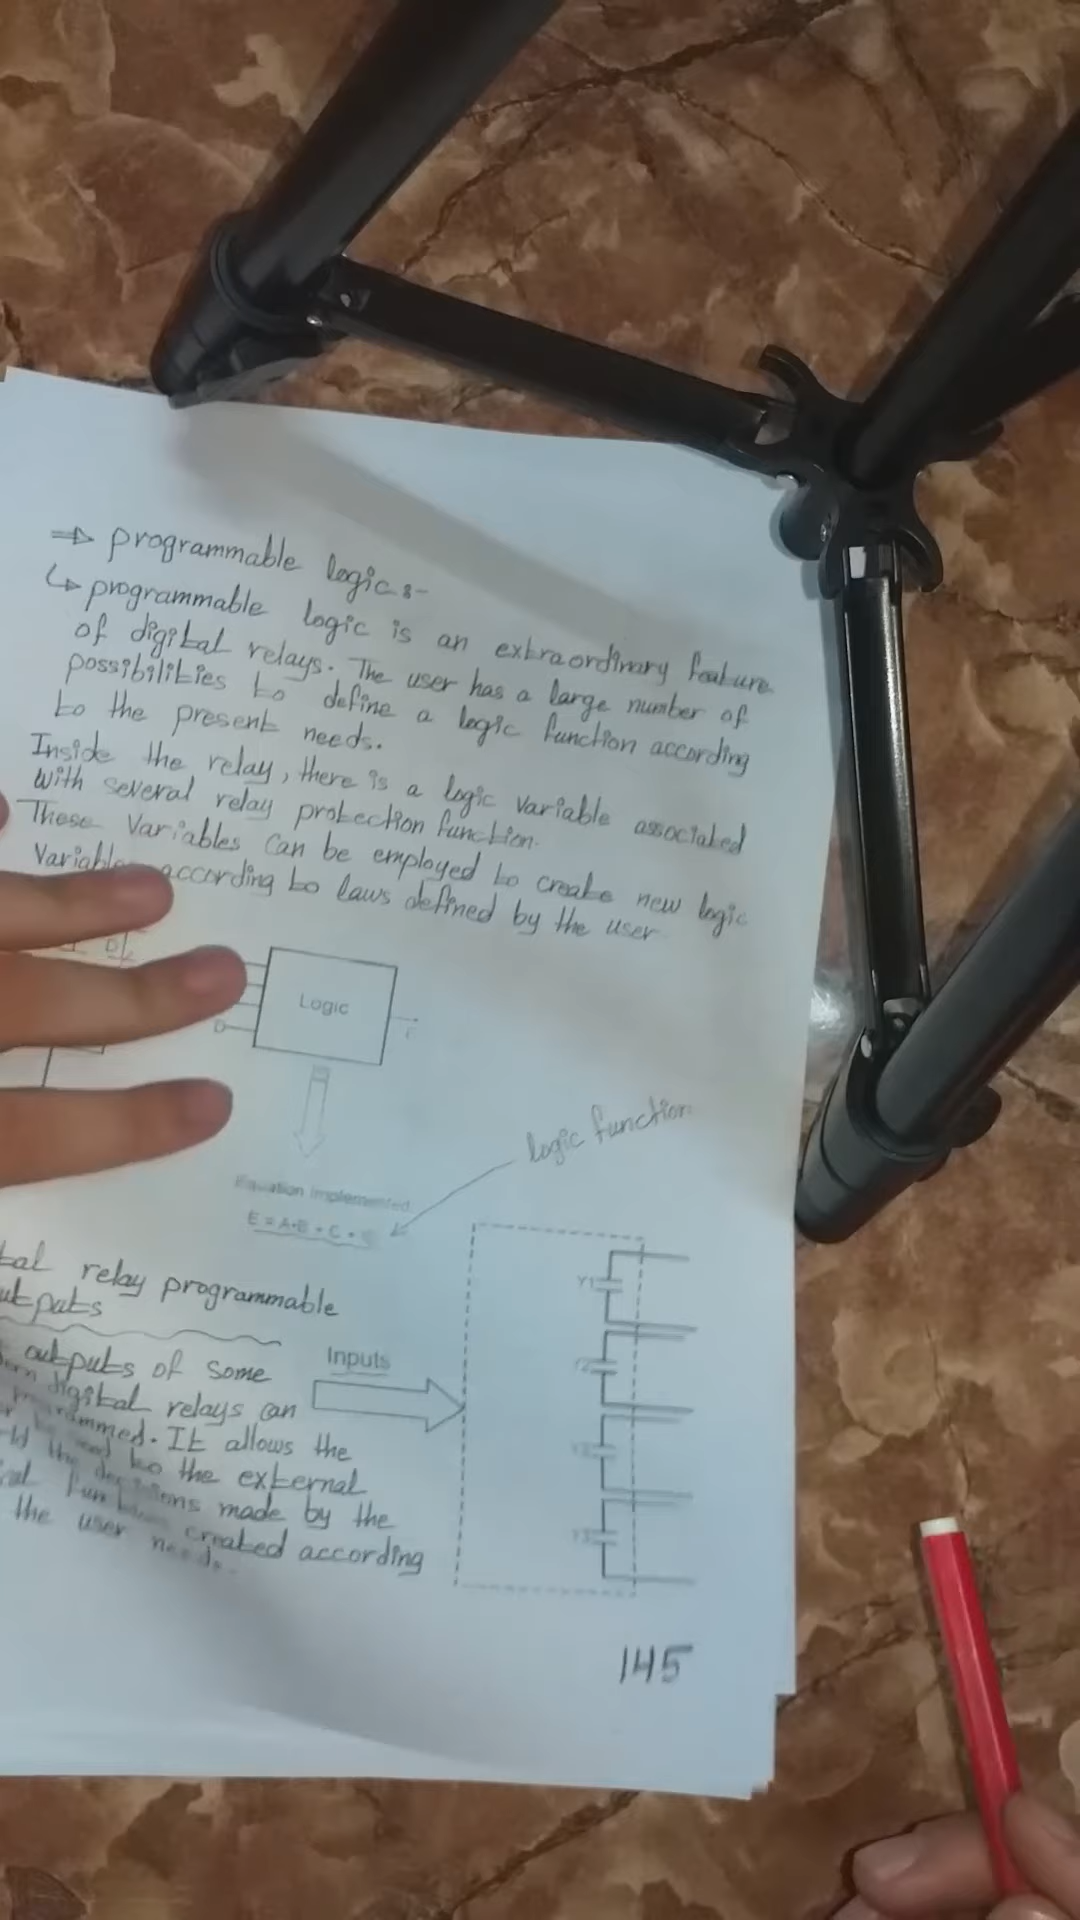 ⇒ programmable logic :-
↳ programmable logic is an extraordinary feature
of digital relays. The user has a large number of
possibilities to define a logic function according
to the present needs.
Inside the relay, there is a logic variable associated
with several relay protection function.
These Variables can be employed to create new logic
according to laws defined by the user
Logic
D
logic function
Equation implemented
E = A•B + C +
relay programmable
Inputs
outputs of some
digital relays can
It allows the
to the external
made by the
created according
the user
Y1
145